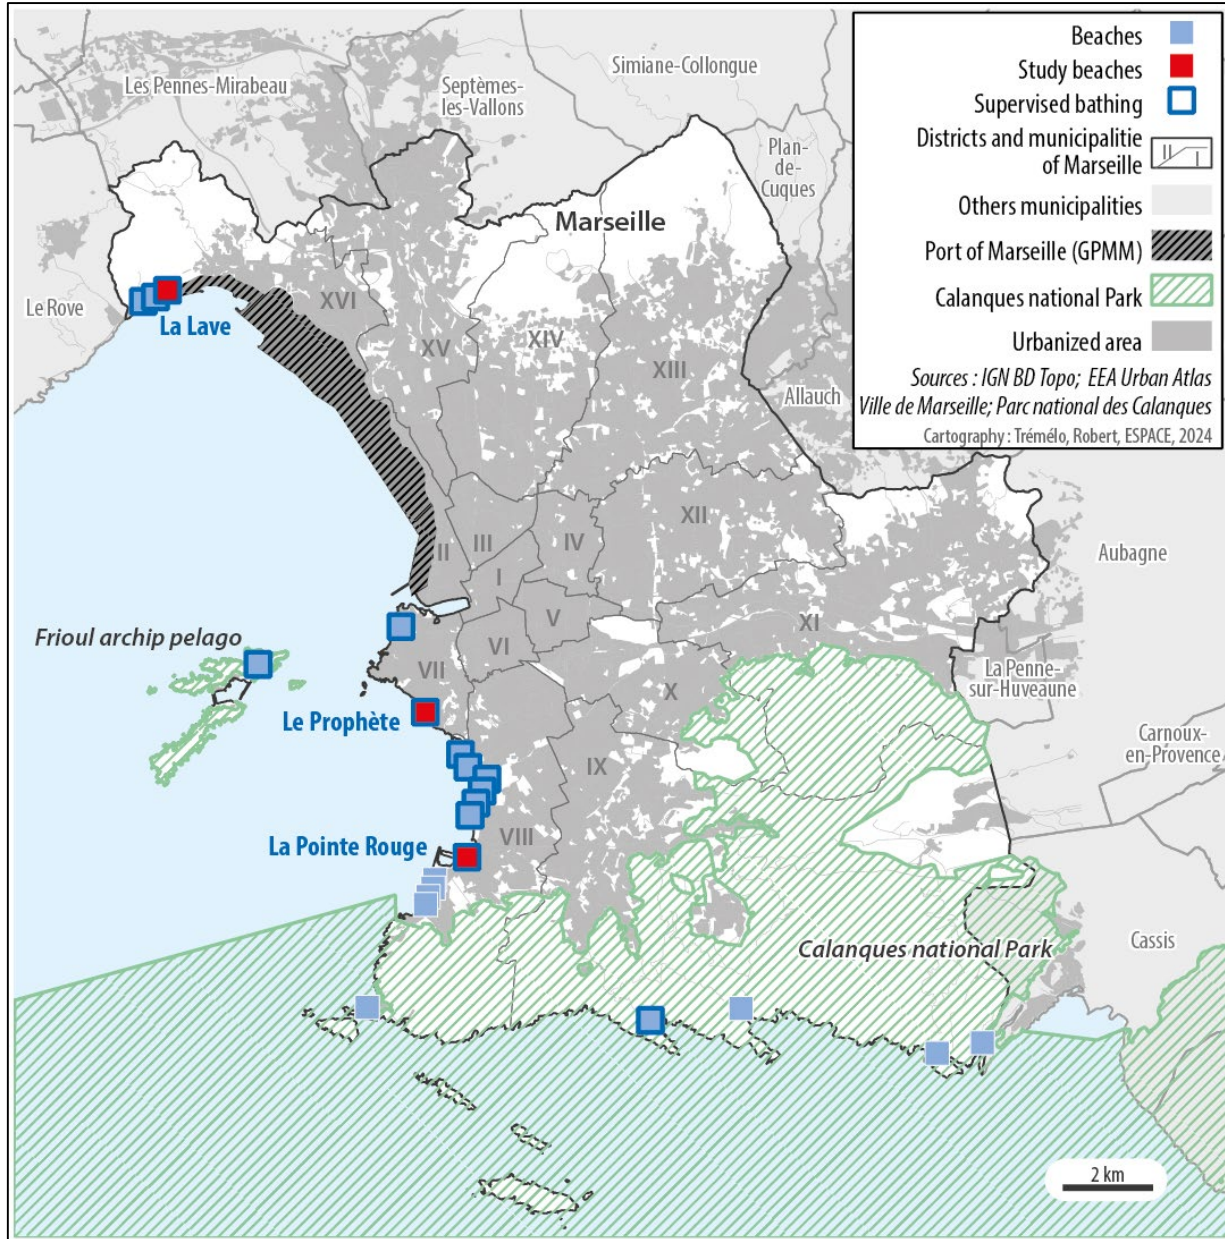 Beaches
Study beaches
Supervised bathing
Districts and municipalitie
of Marseille
Others municipalities
Port of Marseille (GPMM)
Calanques national Park
Urbanized area
Sources : IGN BD Topo; EEA Urban Atlas
Ville de Marseille; Parc national des Calanques
Cartography : Trémélo, Robert, ESPACE, 2024
Simiane-Collongue
Les Pennes-Mirabeau
Septèmes-
les-Vallons
Plan-
de-
Cuques
Marseille
Le Rove
La Lave
XVI
XV
XIV
XIII
Allauch
XII
II
III
IV
I
V
VI
XI
Aubagne
Frioul archip pelago
VII
X
La Penne-
sur-Huveaune
Le Prophète
Carnoux-
en-Provence
IX
VIII
La Pointe Rouge
Calanques national Park
Cassis
2 km